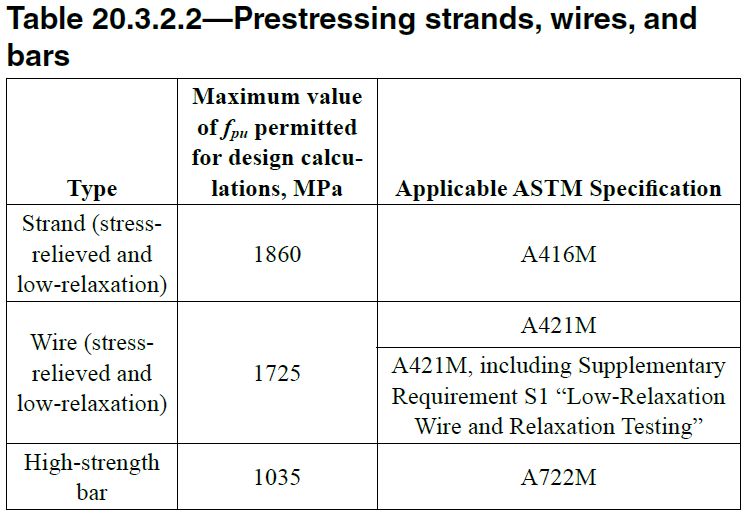 Table 20.3.2.2—Prestressing strands, wires, and
bars
Type
Maximum value
of fpu permitted
for design calcu-
lations, MPa
Applicable ASTM Specification
Strand (stress-
relieved and
low-relaxation)
1860
A416M
Wire (stress-
relieved and
low-relaxation)
1725
A421M
A421M, including Supplementary
Requirement S1 “Low-Relaxation
Wire and Relaxation Testing”
High-strength
bar
1035
A722M